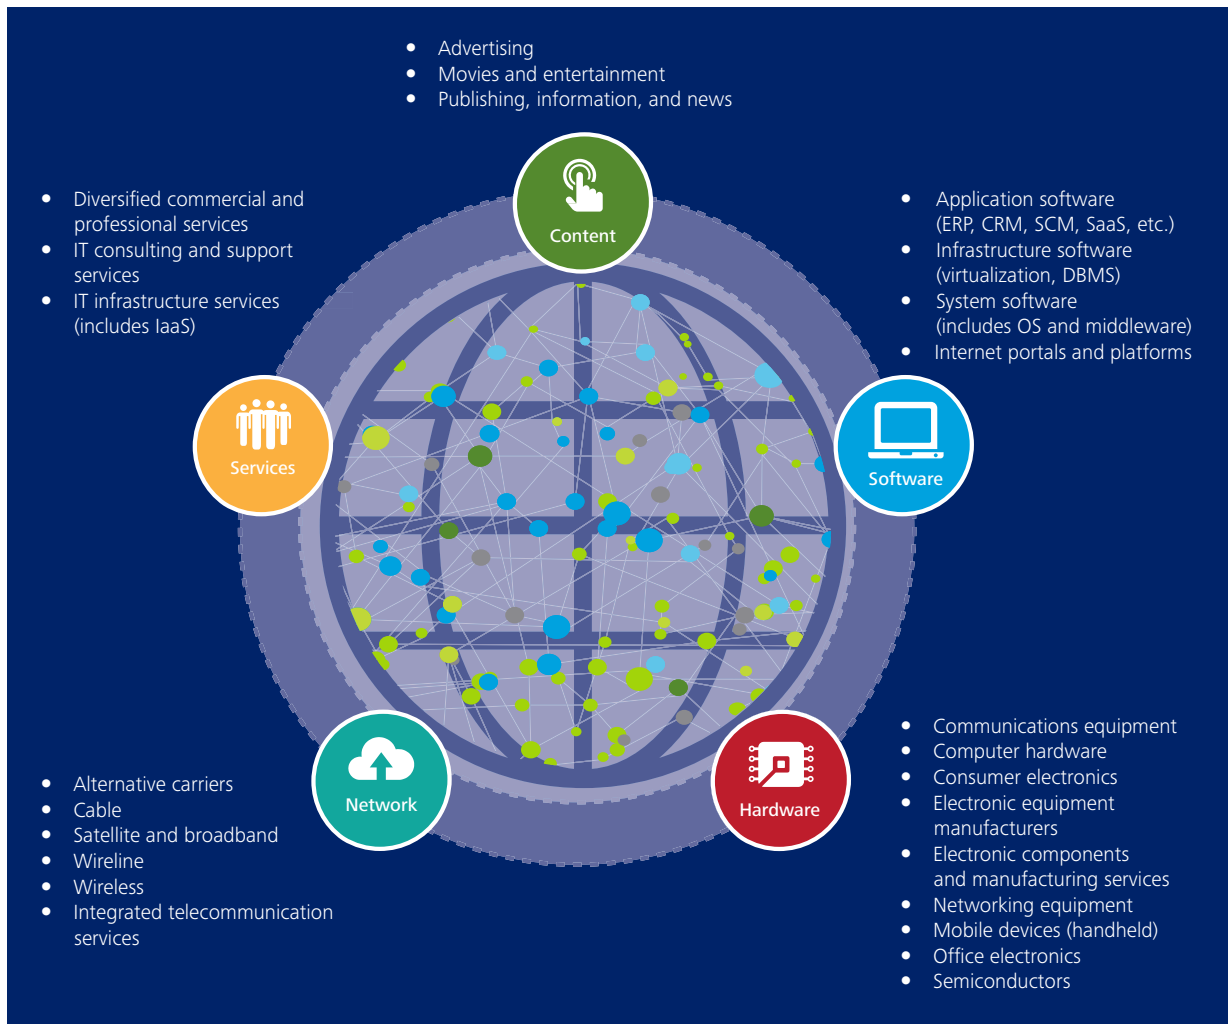 • Advertising
• Movies and entertainment
• Publishing, information, and news
Content
• Diversified commercial and
professional services
• IT consulting and support
services
• IT infrastructure services
(includes IaaS)
Services
• Application software
(ERP, CRM, SCM, SaaS, etc.)
• Infrastructure software
(virtualization, DBMS)
• System software
(includes OS and middleware)
• Internet portals and platforms
Software
• Alternative carriers
• Cable
• Satellite and broadband
• Wireline
• Wireless
• Integrated telecommunication
services
Network
Hardware
• Communications equipment
• Computer hardware
• Consumer electronics
• Electronic equipment
manufacturers
• Electronic components
and manufacturing services
• Networking equipment
• Mobile devices (handheld)
• Office electronics
• Semiconductors